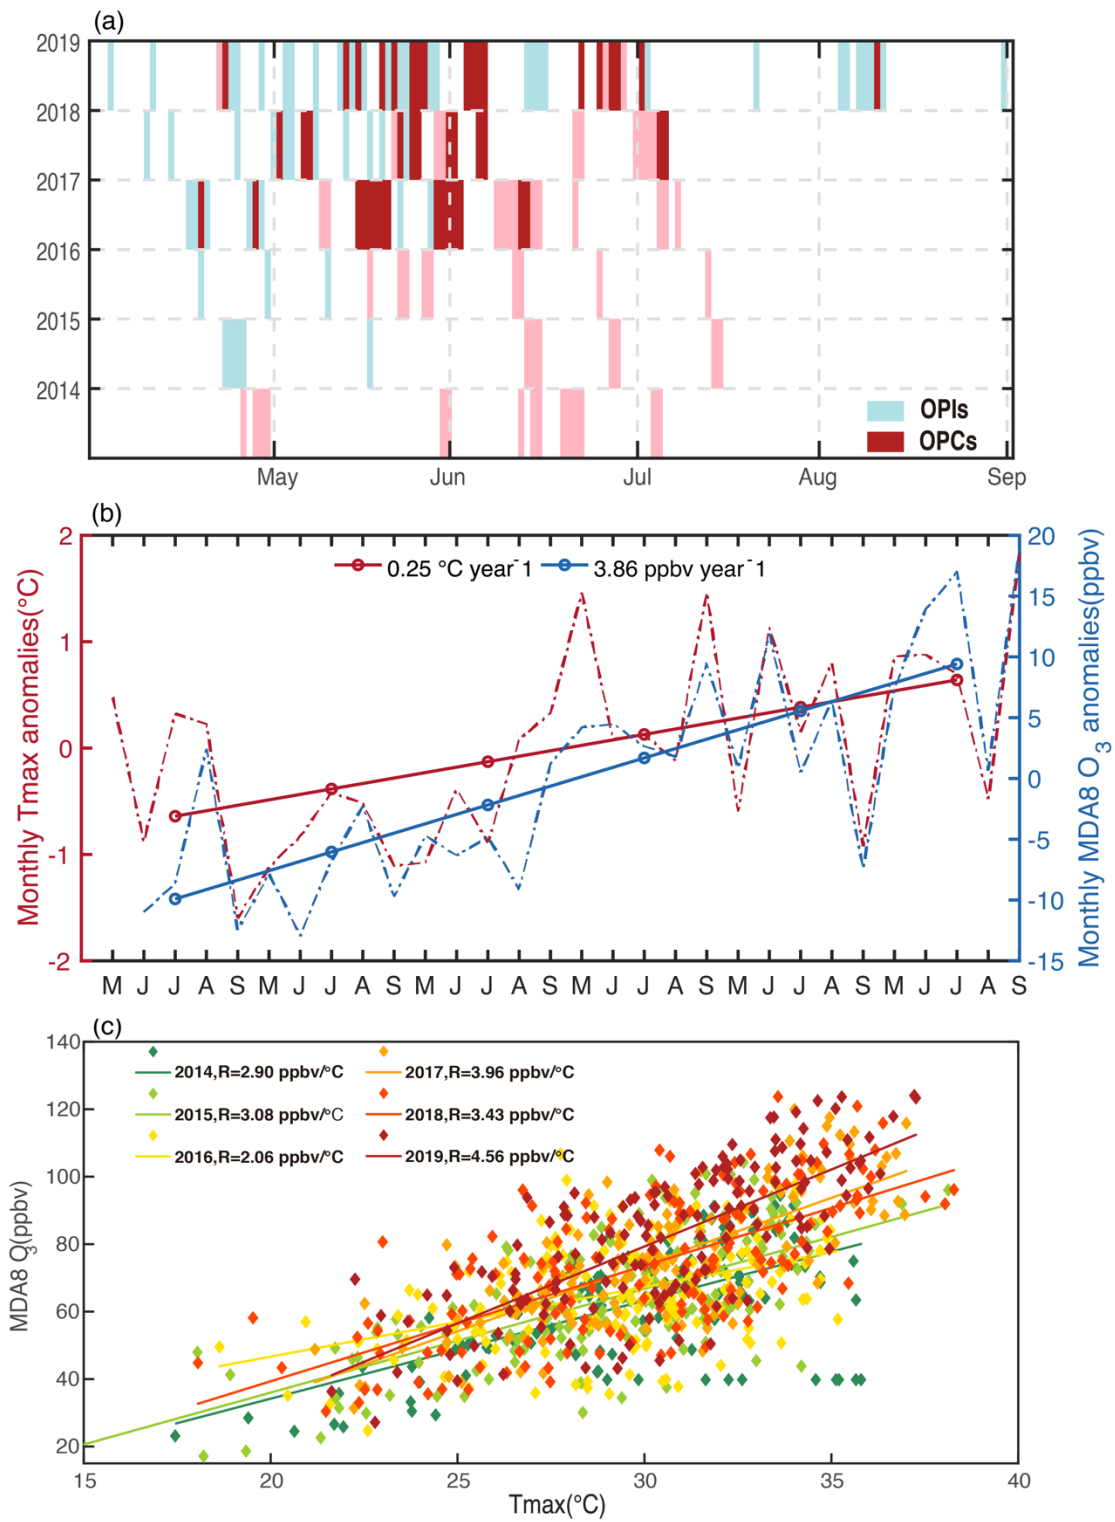 (a)
2019
2018
2017
2016
2015
2014
OPIs
OPCs
May Jun Jul Aug Sep
(b)
Monthly Tmax anomalies(°C)
2
1
0
-1
-2
0.25 °C year-1 3.86 ppbv year-1
20
15
10
5
0
-5
-10
-15
Monthly MDA8 O3 anomalies(ppbv)
M J J A S M J J A S M J J A S M J J A S M J J A S M J J A S
(c)
MDA8 O3(ppbv)
140
120
100
80
60
40
20
2014,R=2.90 ppbv/°C 2017,R=3.96 ppbv/°C
2015,R=3.08 ppbv/°C 2018,R=3.43 ppbv/°C
2016,R=2.06 ppbv/°C 2019,R=4.56 ppbv/°C
15 20 25 30 35 40
Tmax(°C)